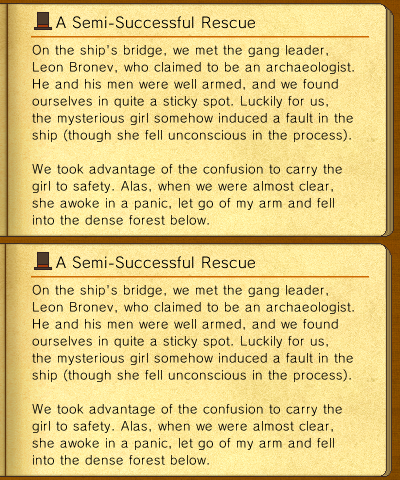 A Semi-Successful Rescue
On the ship's bridge, we met the gang leader,
Leon Bronev, who claimed to be an archaeologist.
He and his men were well armed, and we found
ourselves in quite a sticky spot. Luckily for us,
the mysterious girl somehow induced a fault in the
ship (though she fell unconscious in the process).
We took advantage of the confusion to carry the
girl to safety. Alas, when we were almost clear,
she awoke in a panic, let go of my arm and fell
into the dense forest below.
A Semi-Successful Rescue
On the ship's bridge, we met the gang leader,
Leon Bronev, who claimed to be an archaeologist.
He and his men were well armed, and we found
ourselves in quite a sticky spot. Luckily for us,
the mysterious girl somehow induced a fault in the
ship (though she fell unconscious in the process).
We took advantage of the confusion to carry the
girl to safety. Alas, when we were almost clear,
she awoke in a panic, let go of my arm and fell
into the dense forest below.